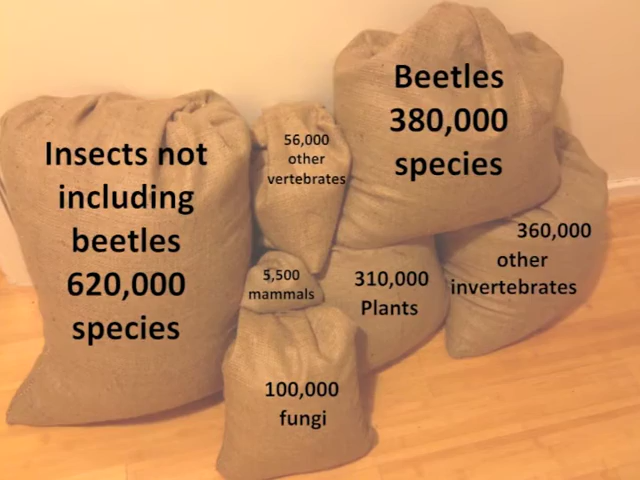 Insects not
including
beetles
620,000
species
56,000
other
vertebrates
Beetles
380,000
species
5,500
mammals
310,000
Plants
360,000
other
invertebrates
100,000
fungi